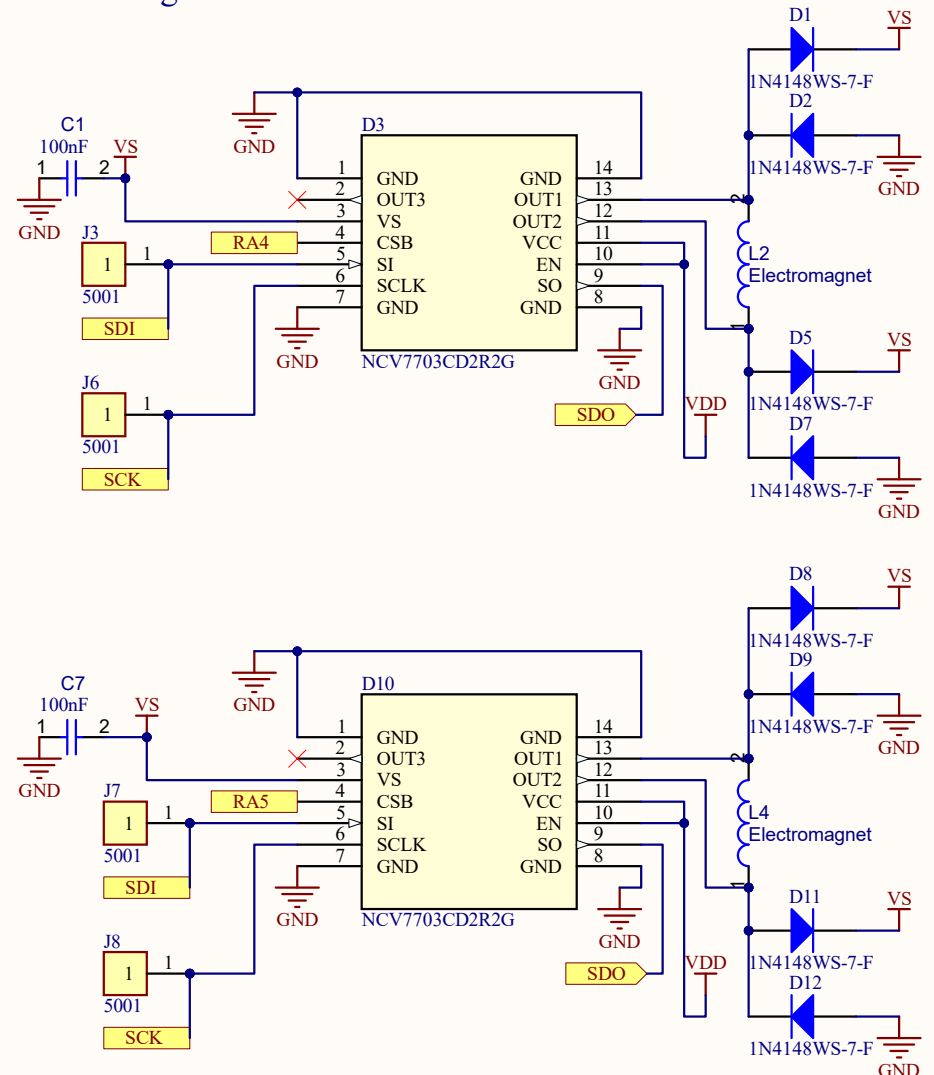 D1
VS
1N4148WS-7-F
D2
1N4148WS-7-F
GND
C1
100nF
VS
1
2
GND
GND
D3
1
2
3
4
5
6
7
GND
OUT3
VS
CSB
SI
SCLK
GND
GND
OUT1
OUT2
VCC
EN
SO
GND
14
13
12
11
10
9
8
NCV7703CD2R2G
RA4
J3
1
1
5001
SDI
J6
1
1
5001
SCK
GND
GND
SDO
VDD
2
L2
Electromagnet
1
D5
VS
1N4148WS-7-F
D7
1N4148WS-7-F
GND
D8
VS
1N4148WS-7-F
D9
1N4148WS-7-F
GND
C7
100nF
VS
1
2
GND
GND
D10
1
2
3
4
5
6
7
GND
OUT3
VS
CSB
SI
SCLK
GND
GND
OUT1
OUT2
VCC
EN
SO
GND
14
13
12
11
10
9
8
NCV7703CD2R2G
RA5
J7
1
1
5001
SDI
J8
1
1
5001
SCK
GND
GND
SDO
VDD
2
L4
Electromagnet
1
D11
VS
1N4148WS-7-F
D12
1N4148WS-7-F
GND